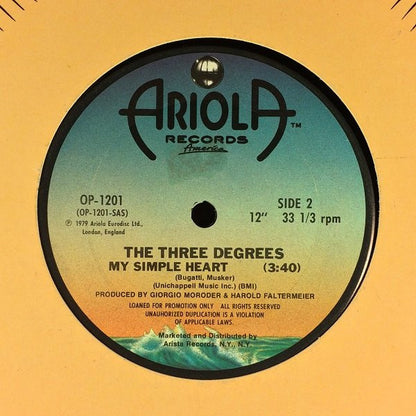 ARIOLA™
RECORDS
America
OP-1201
(OP-1201-SAS)
℗ 1979 Ariola Eurodisc Ltd.,
London, England
SIDE 2
12" 33 1/3 rpm
THE THREE DEGREES
MY SIMPLE HEART (3:40)
(Bugatti, Musker)
(Unichappell Music Inc.) (BMI)
PRODUCED BY GIORGIO MORODER & HAROLD FALTERMEIER
LOANED FOR PROMOTION ONLY ALL RIGHTS RESERVED
UNAUTHORIZED DUPLICATION IS A VIOLATION
OF APPLICABLE LAWS.
Marketed and Distributed by
Arista Records, N.Y., N.Y.